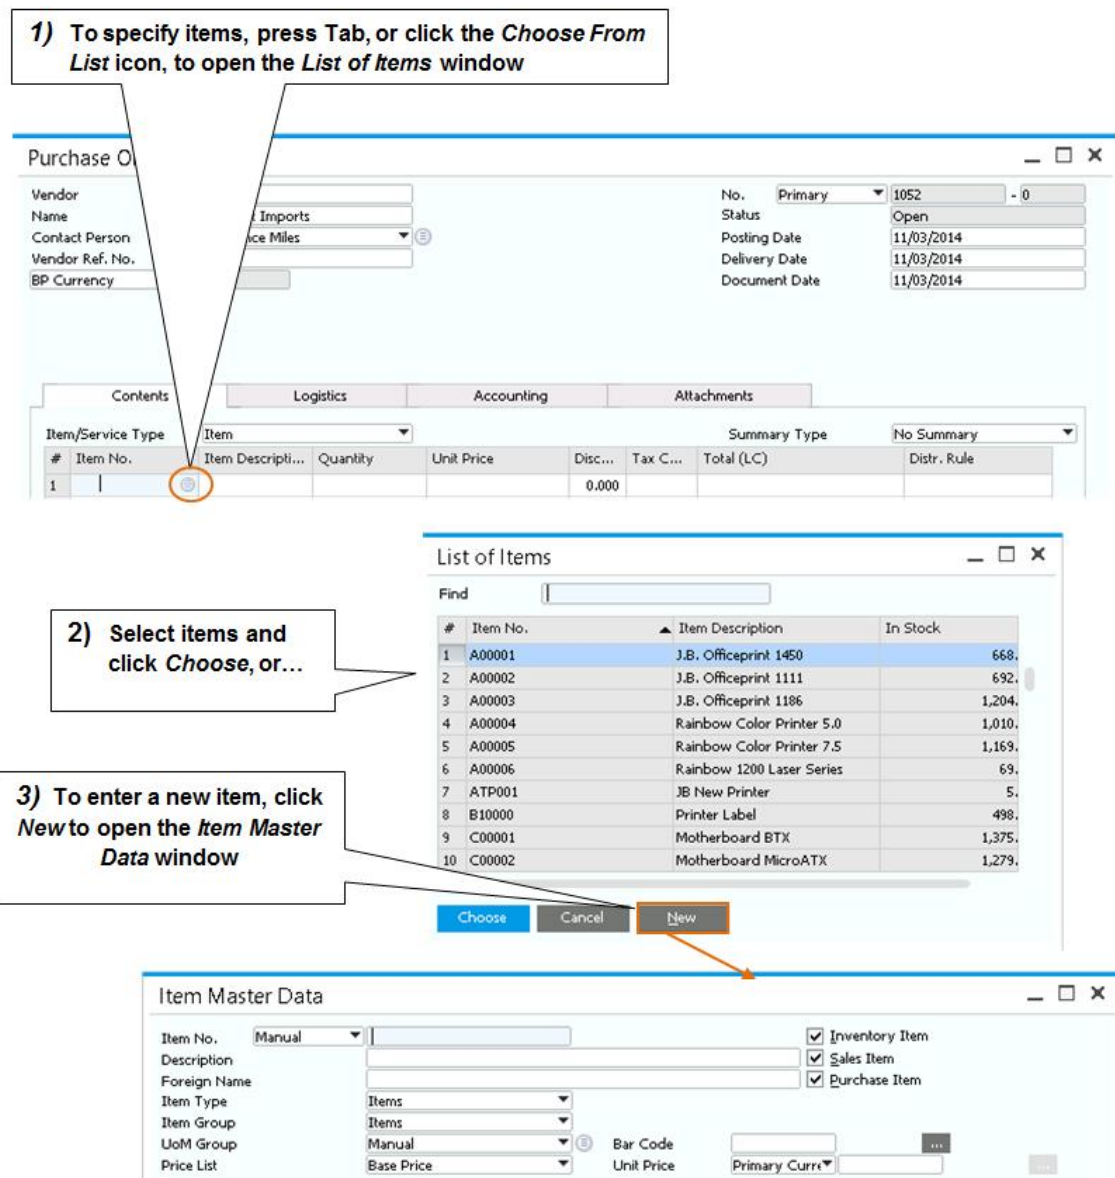 1) To specify items, press Tab, or click the Choose From
List icon, to open the List of Items window
Purchase O
Vendor
No. Primary 1052 - 0
Name t Imports
Status Open
Contact Person nce Miles
Posting Date 11/03/2014
Vendor Ref. No.
Delivery Date 11/03/2014
BP Currency
Document Date 11/03/2014
Contents Logistics Accounting Attachments
Item/Service Type Item Summary Type No Summary
# Item No. Item Descripti... Quantity Unit Price Disc... Tax C... Total (LC) Distr. Rule
1 0.000
List of Items
Find
# Item No. Item Description In Stock
1 A00001 J.B. Officeprint 1450 668.
2 A00002 J.B. Officeprint 1111 692.
3 A00003 J.B. Officeprint 1186 1,204.
4 A00004 Rainbow Color Printer 5.0 1,010.
5 A00005 Rainbow Color Printer 7.5 1,169.
6 A00006 Rainbow 1200 Laser Series 69.
7 ATP001 JB New Printer 5.
8 B10000 Printer Label 498.
9 C00001 Motherboard BTX 1,375.
10 C00002 Motherboard MicroATX 1,279.
Choose Cancel New
2) Select items and
click Choose, or...
3) To enter a new item, click
New to open the Item Master
Data window
Item Master Data
Item No. Manual
Inventory Item
Description
Sales Item
Foreign Name
Purchase Item
Item Type Items
Item Group Items
UoM Group Manual Bar Code ...
Price List Base Price Unit Price Primary Curre ...